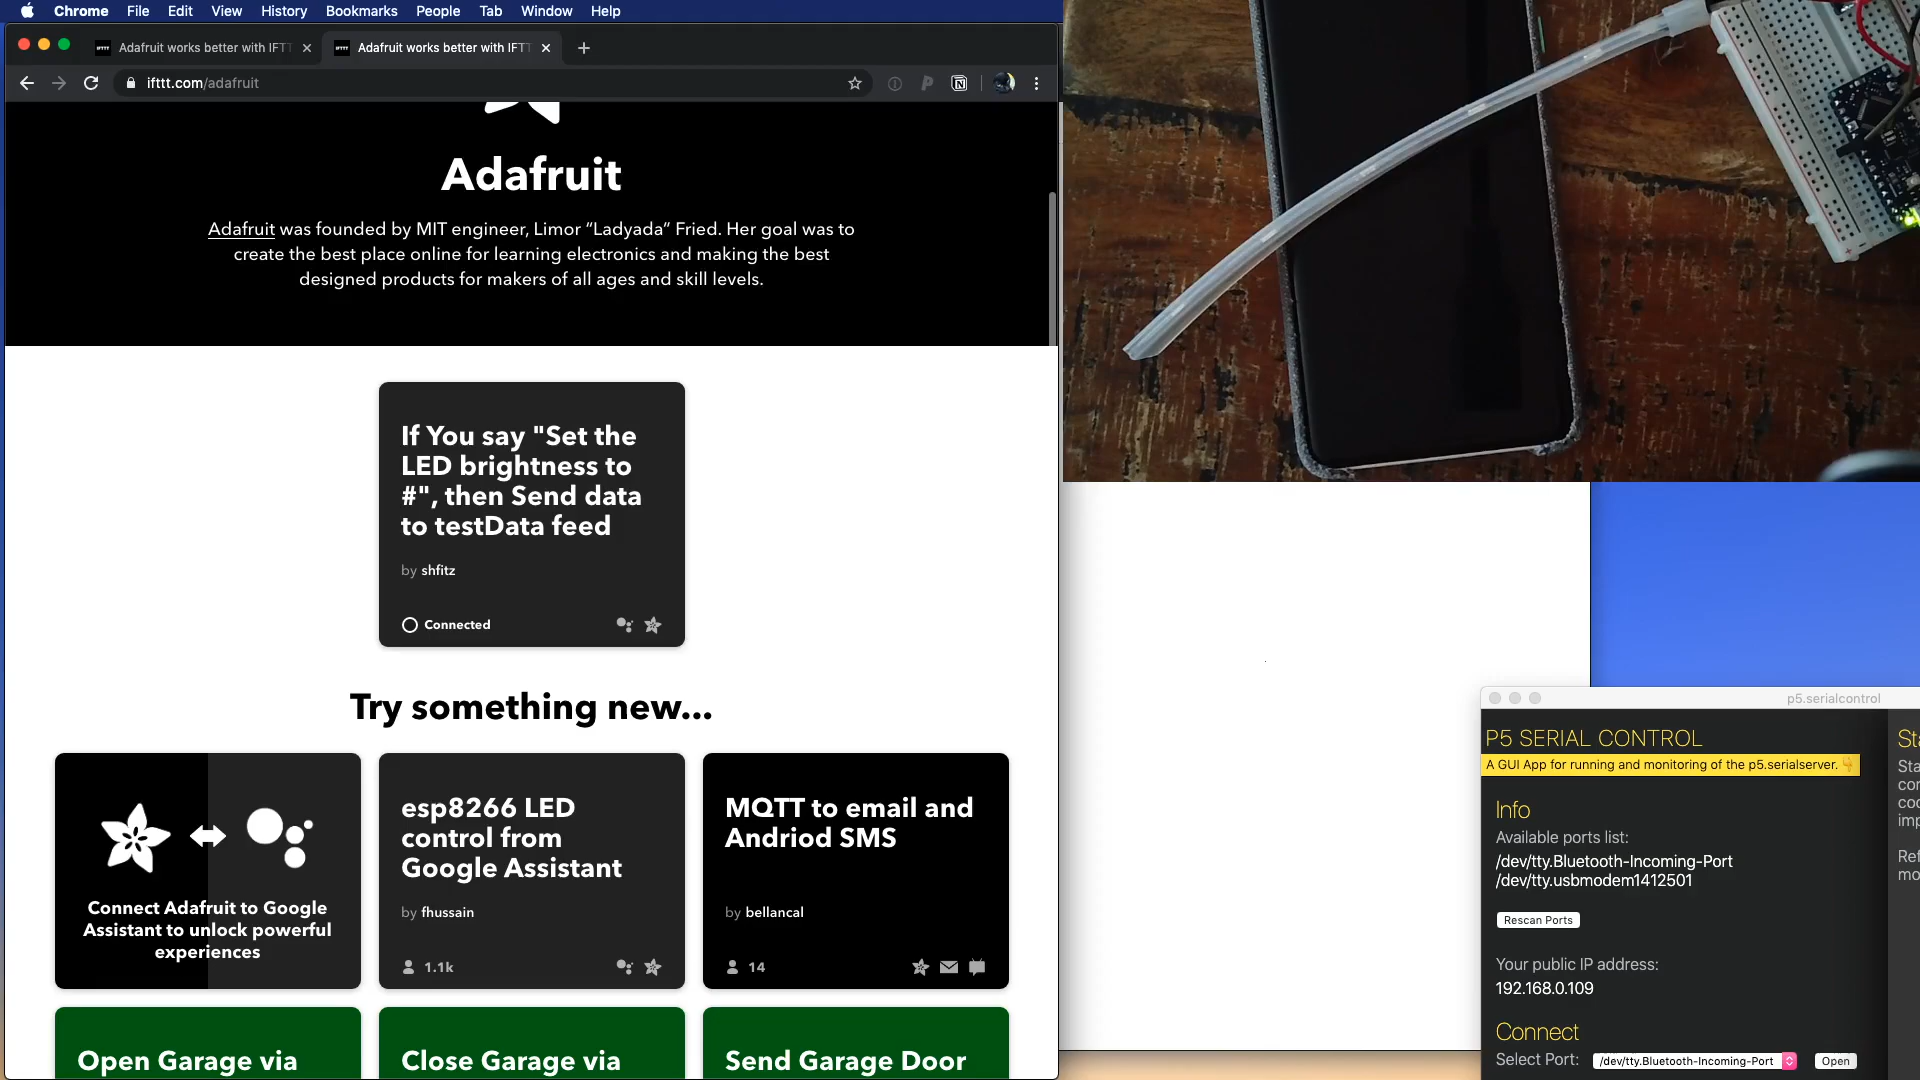 Chrome File Edit View History Bookmarks People Tab Window Help
Adafruit works better with IFTT
Adafruit works better with IFT
ifttt.com/adafruit
Adafruit
Adafruit was founded by MIT engineer, Limor “Ladyada” Fried. Her goal was to
create the best place online for learning electronics and making the best
designed products for makers of all ages and skill levels.
If You say "Set the
LED brightness to
#", then Send data
to testData feed
by shfitz
Connected
Try something new...
Connect Adafruit to Google
Assistant to unlock powerful
experiences
esp8266 LED
control from
Google Assistant
by fhussain
1.1k
MQTT to email and
Andriod SMS
by bellancal
14
Open Garage via
Close Garage via
Send Garage Door
p5.serialcontrol
P5 SERIAL CONTROL
A GUI App for running and monitoring of the p5.serialserver. 👇
Info
Available ports list:
/dev/tty.Bluetooth-Incoming-Port
/dev/tty.usbmodem1412501
Rescan Ports
Your public IP address:
192.168.0.109
Connect
Select Port: /dev/tty.Bluetooth-Incoming-Port Open